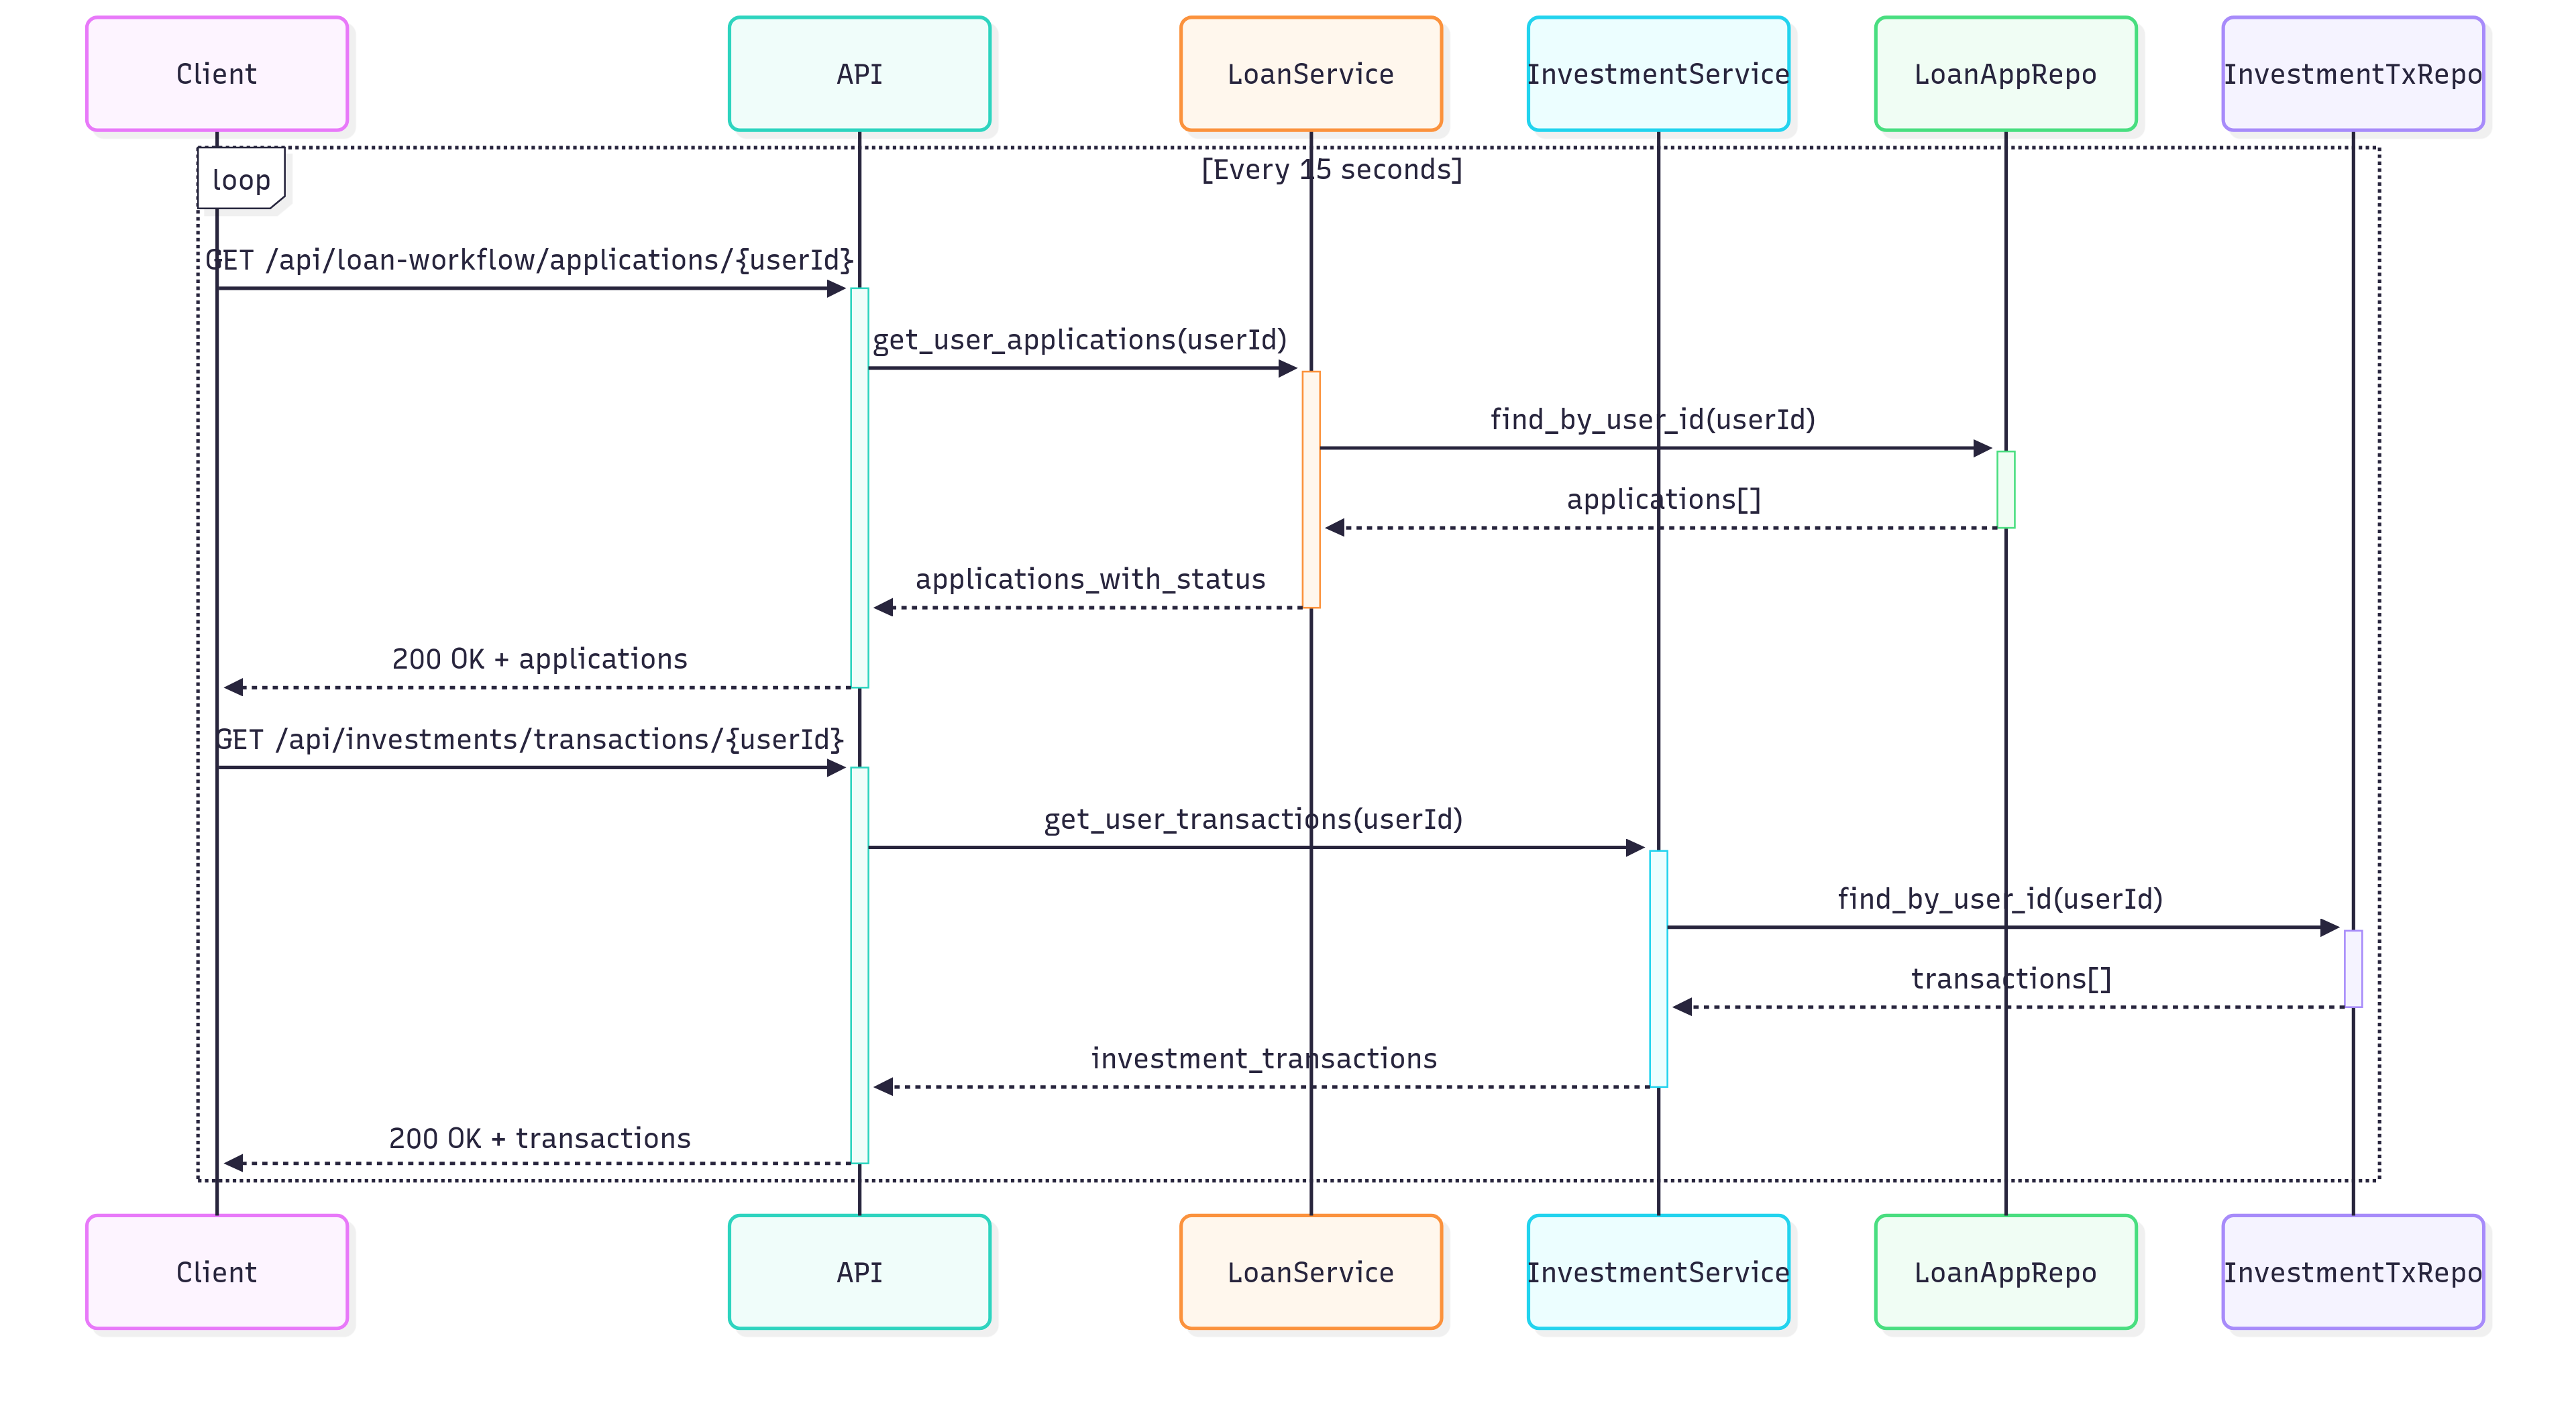 Client
API
LoanService
InvestmentService
LoanAppRepo
InvestmentTxRepo
loop
[Every 15 seconds]
GET /api/loan-workflow/applications/{userId}
get_user_applications(userId)
find_by_user_id(userId)
applications[]
applications_with_status
200 OK + applications
GET /api/investments/transactions/{userId}
get_user_transactions(userId)
find_by_user_id(userId)
transactions[]
investment_transactions
200 OK + transactions
Client
API
LoanService
InvestmentService
LoanAppRepo
InvestmentTxRepo